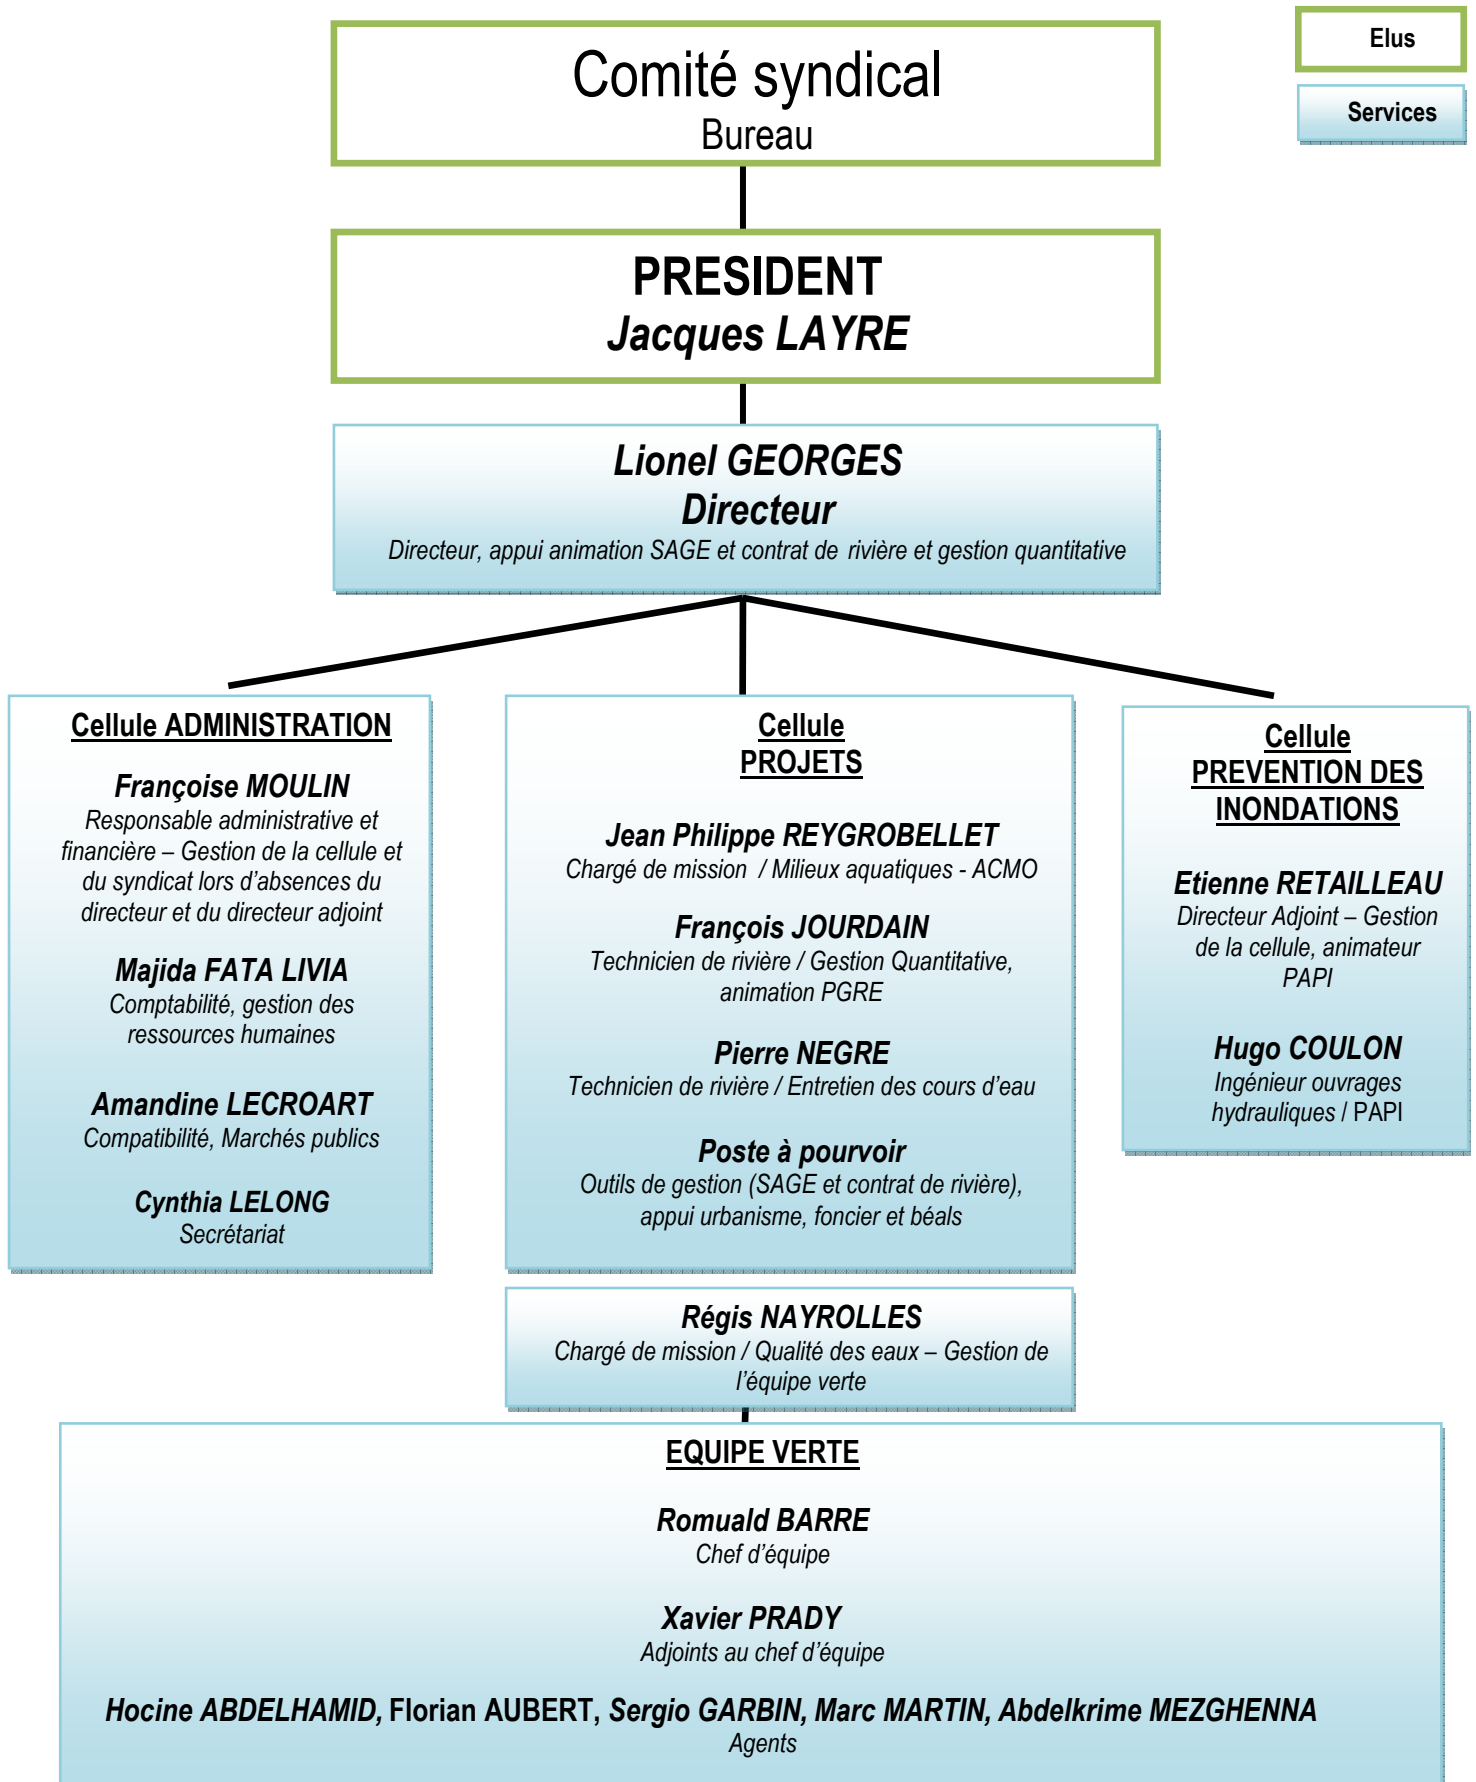 Elus
Services
Comité syndical
Bureau
PRESIDENT
Jacques LAYRE
Lionel GEORGES
Directeur
Directeur, appui animation SAGE et contrat de rivière et gestion quantitative
Cellule ADMINISTRATION
Françoise MOULIN
Responsable administrative et
financière – Gestion de la cellule et
du syndicat lors d'absences du
directeur et du directeur adjoint
Majida FATA LIVIA
Comptabilité, gestion des
ressources humaines
Amandine LECROART
Compatibilité, Marchés publics
Cynthia LELONG
Secrétariat
Cellule
PROJETS
Jean Philippe REYGROBELLET
Chargé de mission / Milieux aquatiques - ACMO
François JOURDAIN
Technicien de rivière / Gestion Quantitative,
animation PGRE
Pierre NEGRE
Technicien de rivière / Entretien des cours d'eau
Poste à pourvoir
Outils de gestion (SAGE et contrat de rivière),
appui urbanisme, foncier et béals
Cellule
PREVENTION DES
INONDATIONS
Etienne RETAILLEAU
Directeur Adjoint – Gestion
de la cellule, animateur
PAPI
Hugo COULON
Ingénieur ouvrages
hydrauliques / PAPI
Régis NAYROLLES
Chargé de mission / Qualité des eaux – Gestion de
l'équipe verte
EQUIPE VERTE
Romuald BARRE
Chef d'équipe
Xavier PRADY
Adjoints au chef d'équipe
Hocine ABDELHAMID, Florian AUBERT, Sergio GARBIN, Marc MARTIN, Abdelkrime MEZGHENNA
Agents